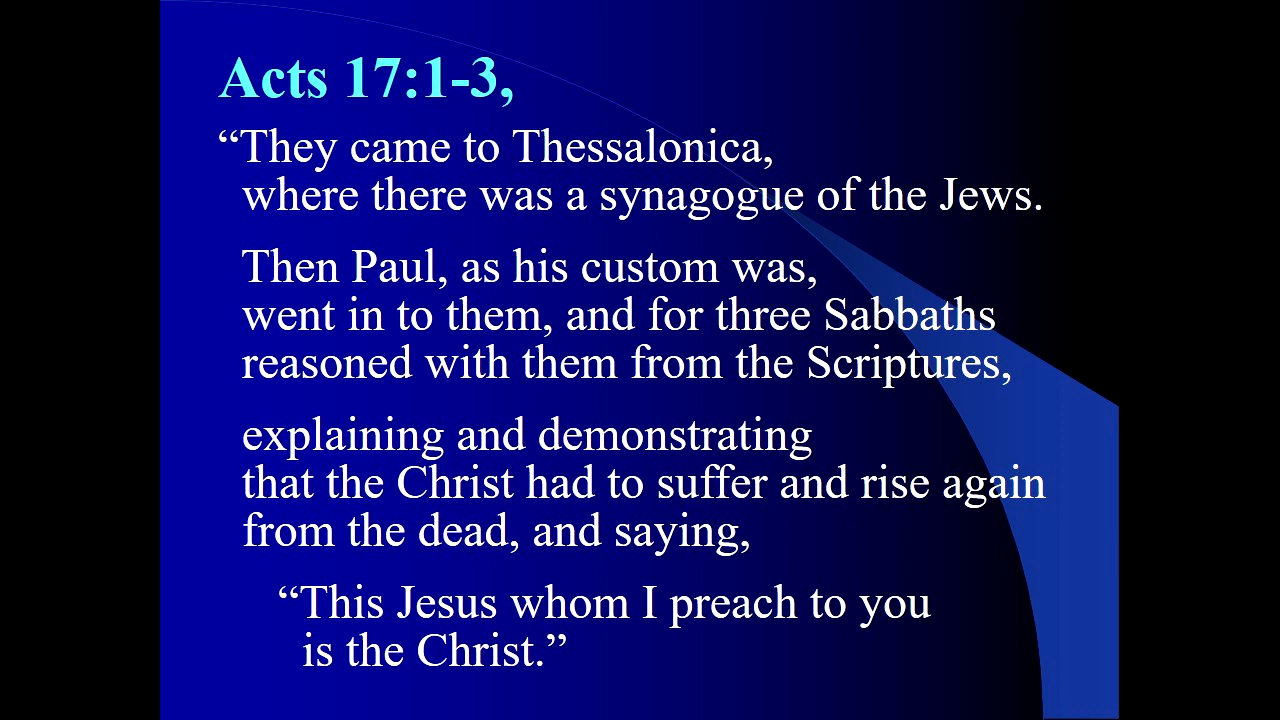 Acts 17:1-3,
“They came to Thessalonica,
where there was a synagogue of the Jews.
Then Paul, as his custom was,
went in to them, and for three Sabbaths
reasoned with them from the Scriptures,
explaining and demonstrating
that the Christ had to suffer and rise again
from the dead, and saying,
“This Jesus whom I preach to you
is the Christ.”